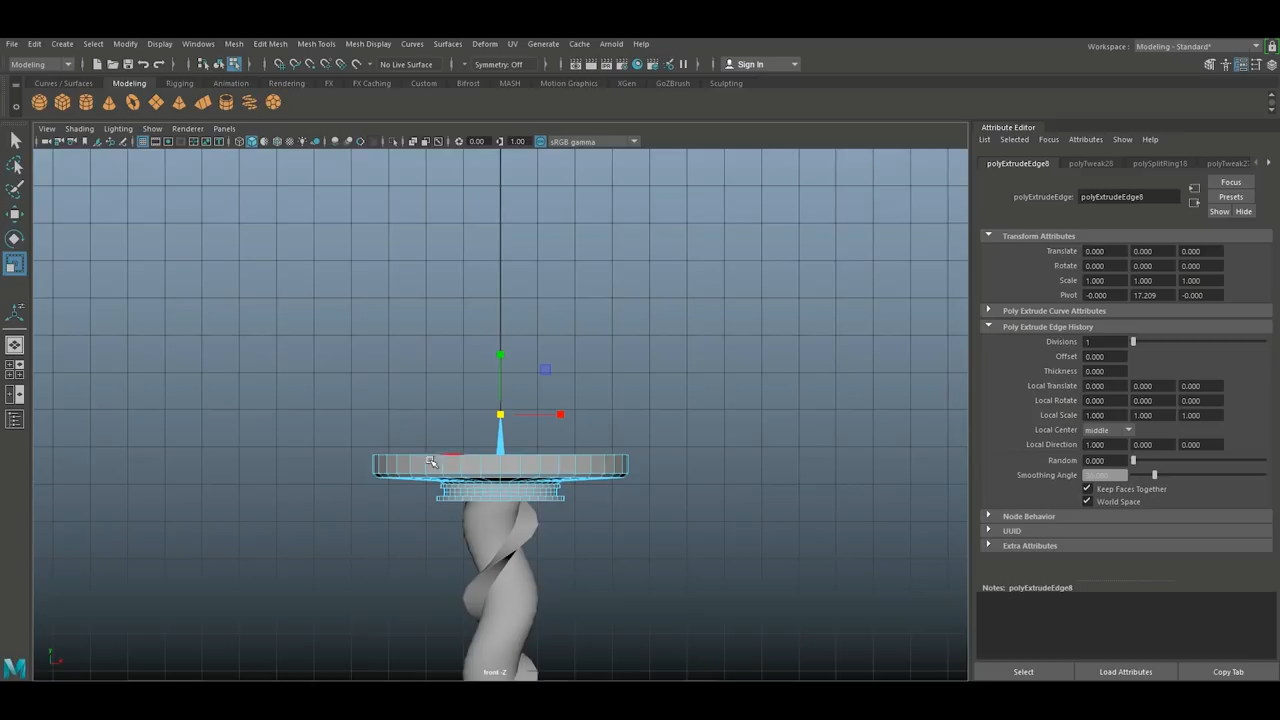 Workspace : Modeling - Standard*
File Edit Create Select Modify Display Windows Mesh Edit Mesh Mesh Tools Mesh Display Curves Surfaces Deform UV Generate Cache Arnold Help
Modeling No Live Surface Symmetry: Off Sign In
Curves / Surfaces Modeling Rigging Animation Rendering FX FX Caching Custom Bifrost MASH Motion Graphics XGen GoZBrush Sculpting
View Shading Lighting Show Renderer Panels
0.00 1.00 sRGB gamma
front -Z
y
x
Attribute Editor
List Selected Focus Attributes Show Help
polyExtrudeEdge8 polyTweak28 polySplitRing18
Focus
polyExtrudeEdge: polyExtrudeEdge8 Presets
Show Hide
Transform Attributes
Translate 0.000 0.000 0.000
Rotate 0.000 0.000 0.000
Scale 1.000 1.000 1.000
Pivot -0.000 17.209 -0.000
Poly Extrude Curve Attributes
Poly Extrude Edge History
Divisions 1
Offset 0.000
Thickness 0.000
Local Translate 0.000 0.000 0.000
Local Rotate 0.000 0.000 0.000
Local Scale 1.000 1.000 1.000
Local Center middle
Local Direction 1.000 0.000 0.000
Random 0.000
Smoothing Angle
Keep Faces Together
World Space
Node Behavior
UUID
Extra Attributes
Notes: polyExtrudeEdge8
Select Load Attributes Copy Tab